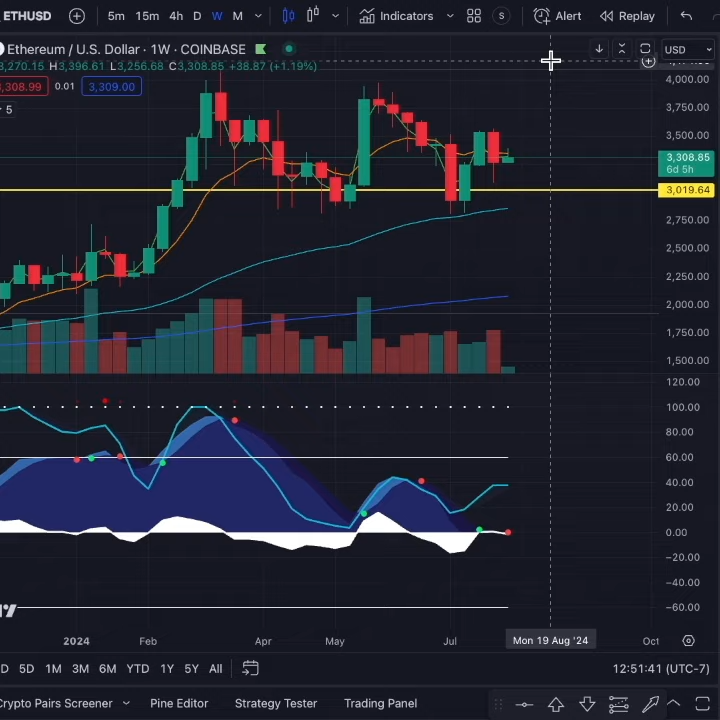 ETHUSD 5m 15m 4h D W M Indicators S Alert Replay
Ethereum / U.S. Dollar · 1W · COINBASE USD
3,270.15 H3,396.61 L3,256.68 C3,308.85 +38.87 (+1.19%)
3,308.99 0.01 3,309.00
5
4,000.00
3,750.00
3,500.00
3,308.85
6d 5h
3,019.64
2,750.00
2,500.00
2,250.00
2,000.00
1,750.00
1,500.00
120.00
100.00
80.00
60.00
40.00
20.00
0.00
−20.00
−40.00
−60.00
2024 Feb Apr May Jul Mon 19 Aug '24 Oct
D 5D 1M 3M 6M YTD 1Y 5Y All 12:51:41 (UTC-7)
Crypto Pairs Screener Pine Editor Strategy Tester Trading Panel